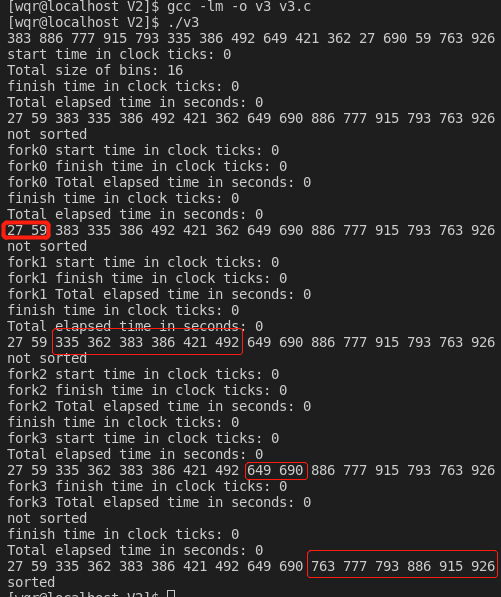 [wqr@localhost V2]$ gcc -lm -o v3 v3.c
[wqr@localhost V2]$ ./v3
383 886 777 915 793 335 386 492 649 421 362 27 690 59 763 926
start time in clock ticks: 0
Total size of bins: 16
finish time in clock ticks: 0
Total elapsed time in seconds: 0
27 59 383 335 386 492 421 362 649 690 886 777 915 793 763 926
not sorted
fork0 start time in clock ticks: 0
fork0 finish time in clock ticks: 0
fork0 Total elapsed time in seconds: 0
finish time in clock ticks: 0
Total elapsed time in seconds: 0
27 59 383 335 386 492 421 362 649 690 886 777 915 793 763 926
not sorted
fork1 start time in clock ticks: 0
fork1 finish time in clock ticks: 0
fork1 Total elapsed time in seconds: 0
finish time in clock ticks: 0
Total elapsed time in seconds: 0
27 59 335 362 383 386 421 492 649 690 886 777 915 793 763 926
not sorted
fork2 start time in clock ticks: 0
fork2 finish time in clock ticks: 0
fork2 Total elapsed time in seconds: 0
finish time in clock ticks: 0
fork3 start time in clock ticks: 0
Total elapsed time in seconds: 0
27 59 335 362 383 386 421 492 649 690 886 777 915 793 763 926
fork3 finish time in clock ticks: 0
fork3 Total elapsed time in seconds: 0
not sorted
finish time in clock ticks: 0
Total elapsed time in seconds: 0
27 59 335 362 383 386 421 492 649 690 763 777 793 886 915 926
sorted
[wqr@localhost V2]$